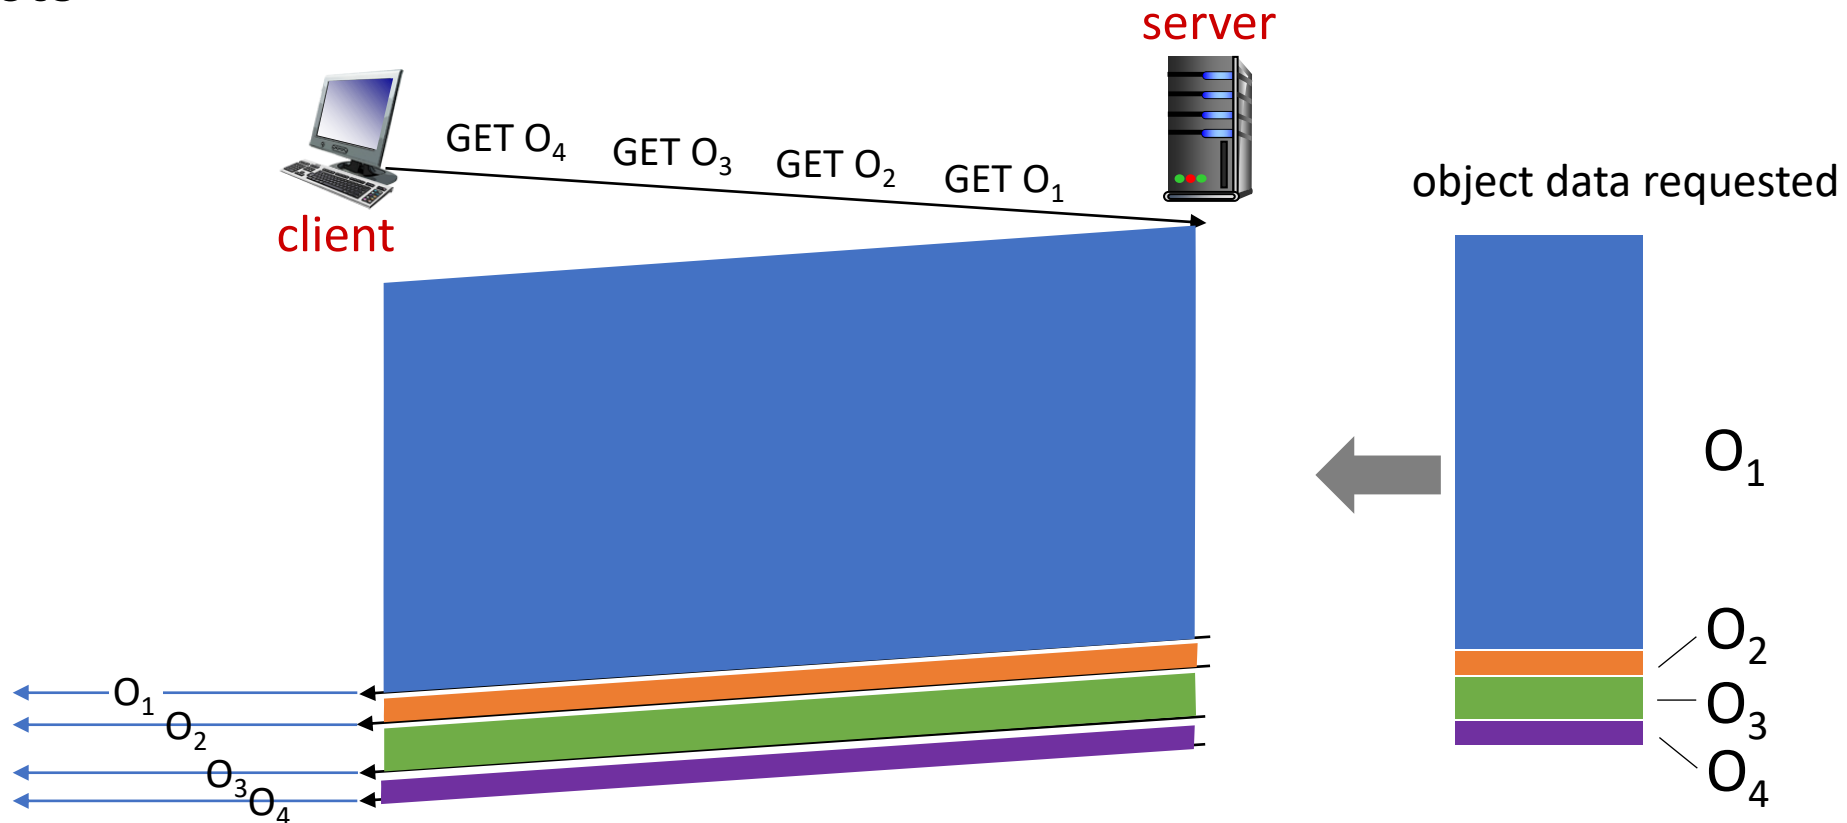 server
GET O₄
GET O₃
GET O₂
GET O₁
object data requested
client
O₁
O₂
O₃
O₄
O₁
O₂
O₃
O₄